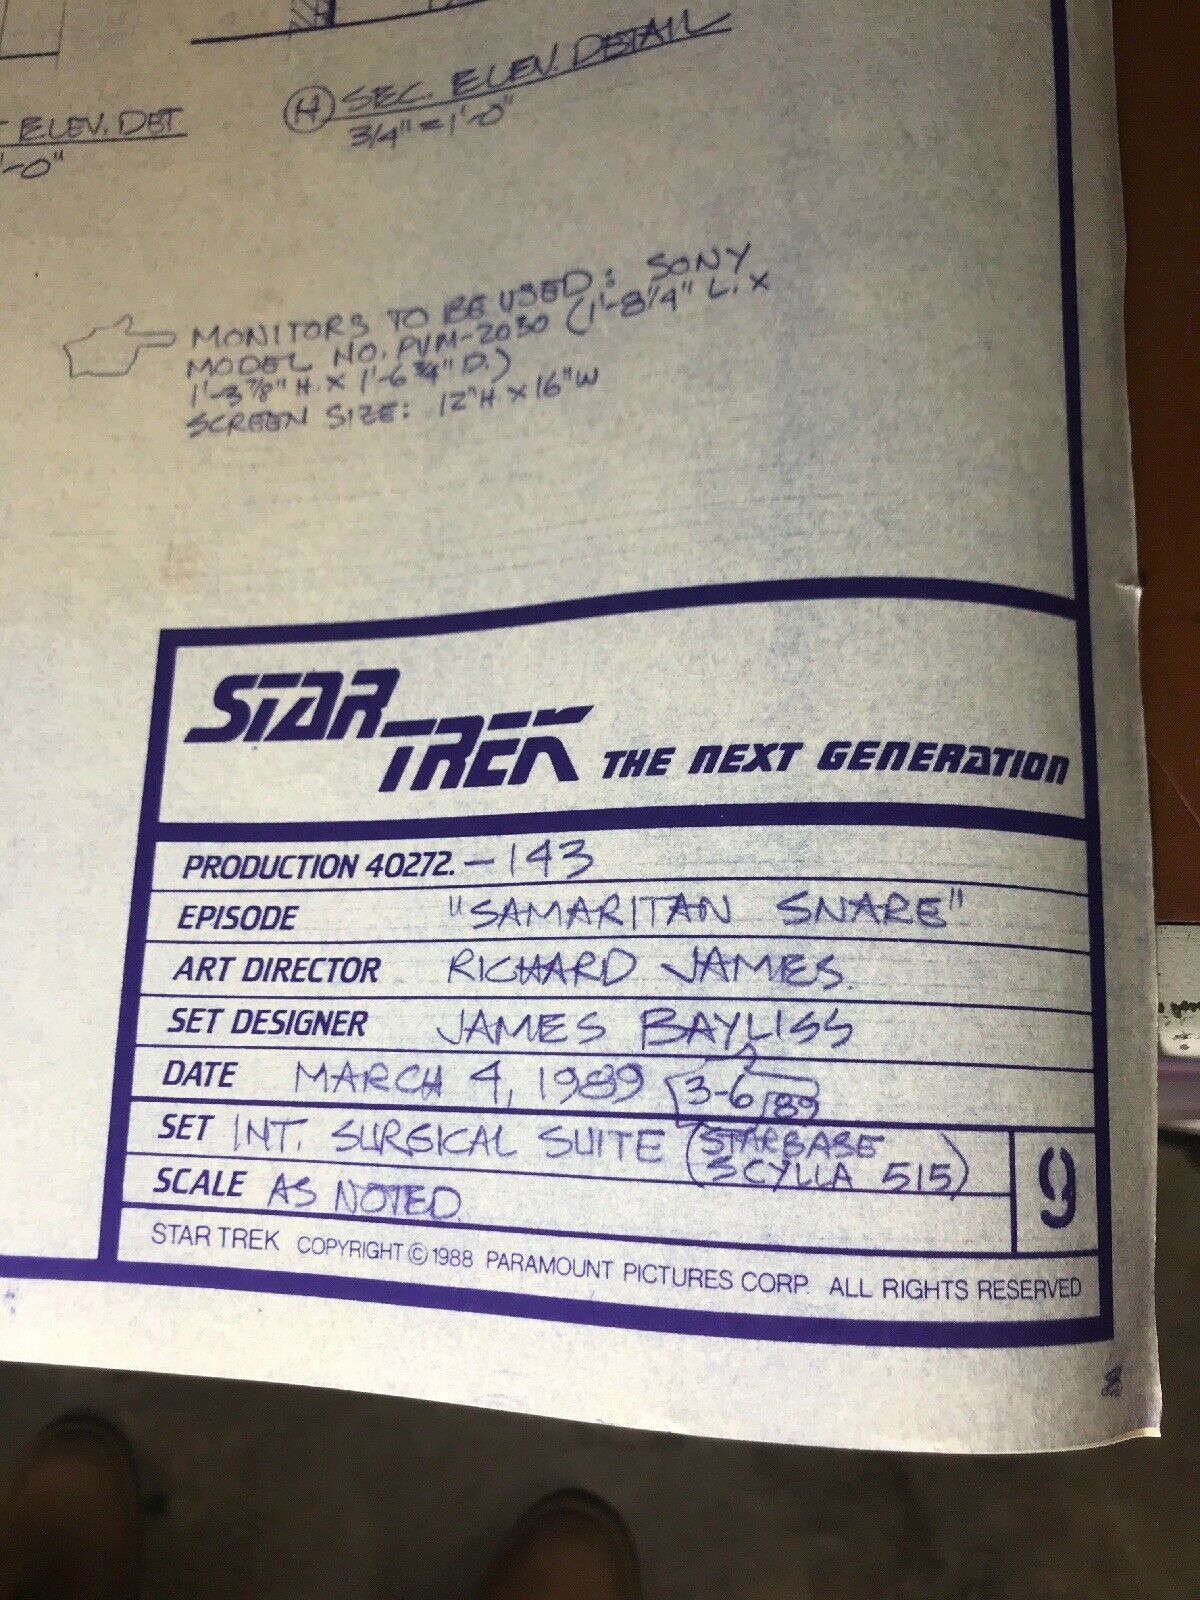 ELEV. DET
'-0"
H. SEC. ELEV. DETAIL
3/4" = 1'-0"
MONITORS TO BE USED: SONY
MODEL NO. PVM-2030 (1'-8 1/4" L. X
1'-3 7/8" H. X 1'-6 3/4" D.)
SCREEN SIZE: 12" H. X 16" W
STAR TREK THE NEXT GENERATION
PRODUCTION 40272. - 143
EPISODE "SAMARITAN SNARE"
ART DIRECTOR RICHARD JAMES.
SET DESIGNER JAMES BAYLISS
DATE MARCH 4, 1989 3-6/89
SET INT. SURGICAL SUITE (STARBASE SCYLLA 515)
SCALE AS NOTED.
9
STAR TREK COPYRIGHT © 1988 PARAMOUNT PICTURES CORP. ALL RIGHTS RESERVED